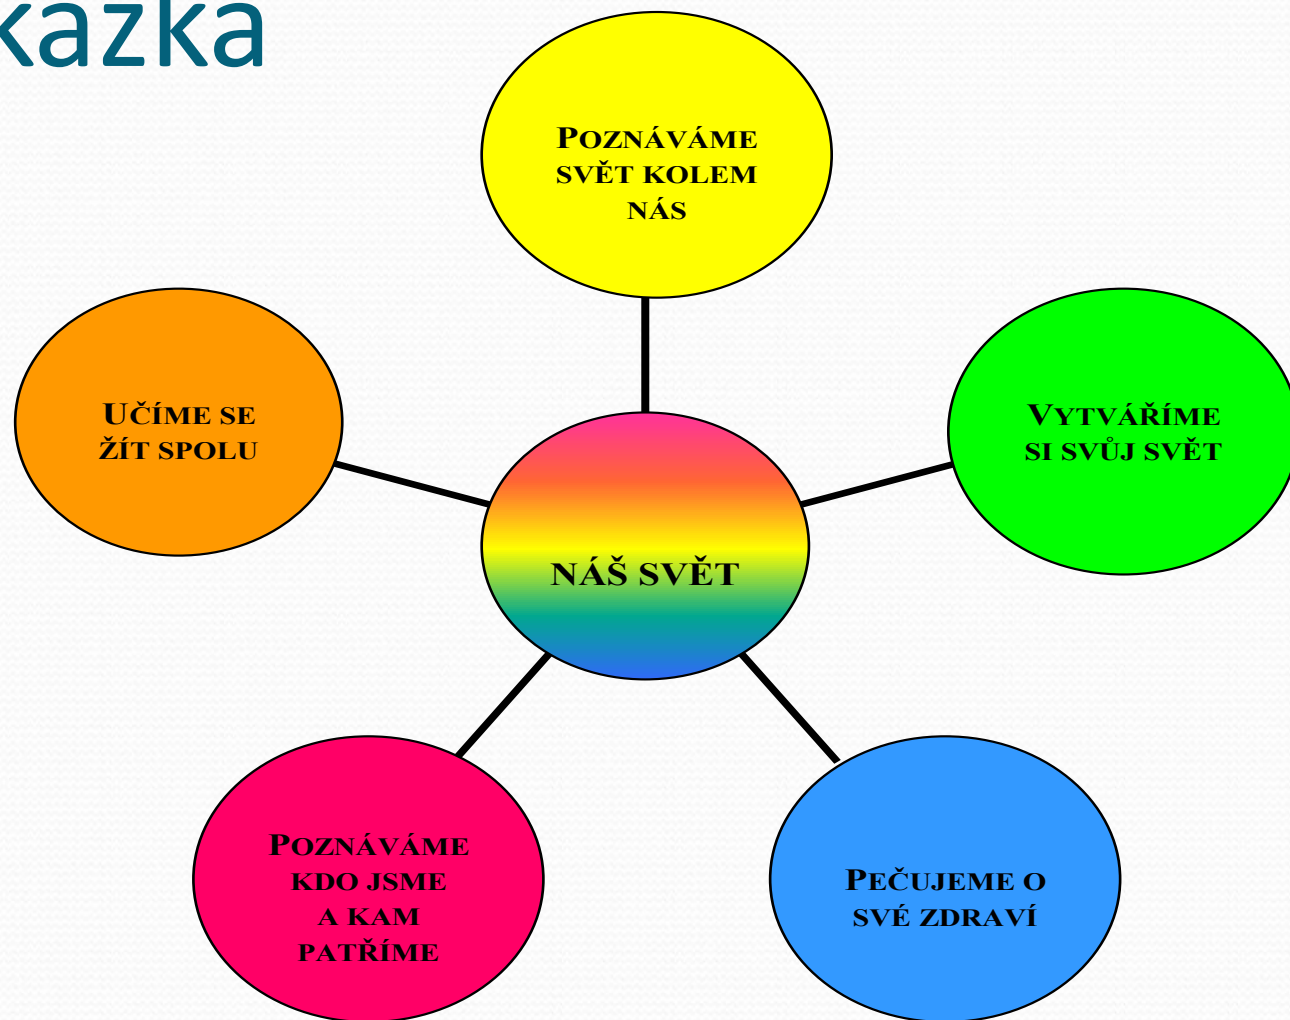 kázka
POZNÁVÁME
SVĚT KOLEM
NÁS
UČÍME SE
ŽÍT SPOLU
VYTVÁŘÍME
SI SVŮJ SVĚT
NÁŠ SVĚT
POZNÁVÁME
KDO JSME
A KAM
PATŘÍME
PEČUJEME O
SVÉ ZDRAVÍ